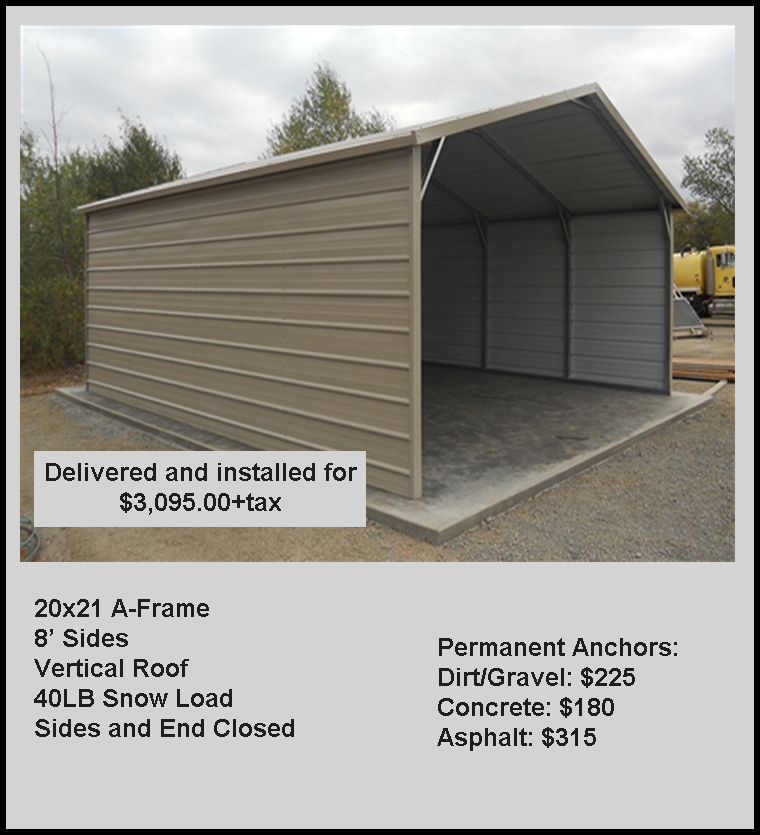 Delivered and installed for
$3,095.00+tax
20x21 A-Frame
8’ Sides
Vertical Roof
40LB Snow Load
Sides and End Closed
Permanent Anchors:
Dirt/Gravel: $225
Concrete: $180
Asphalt: $315